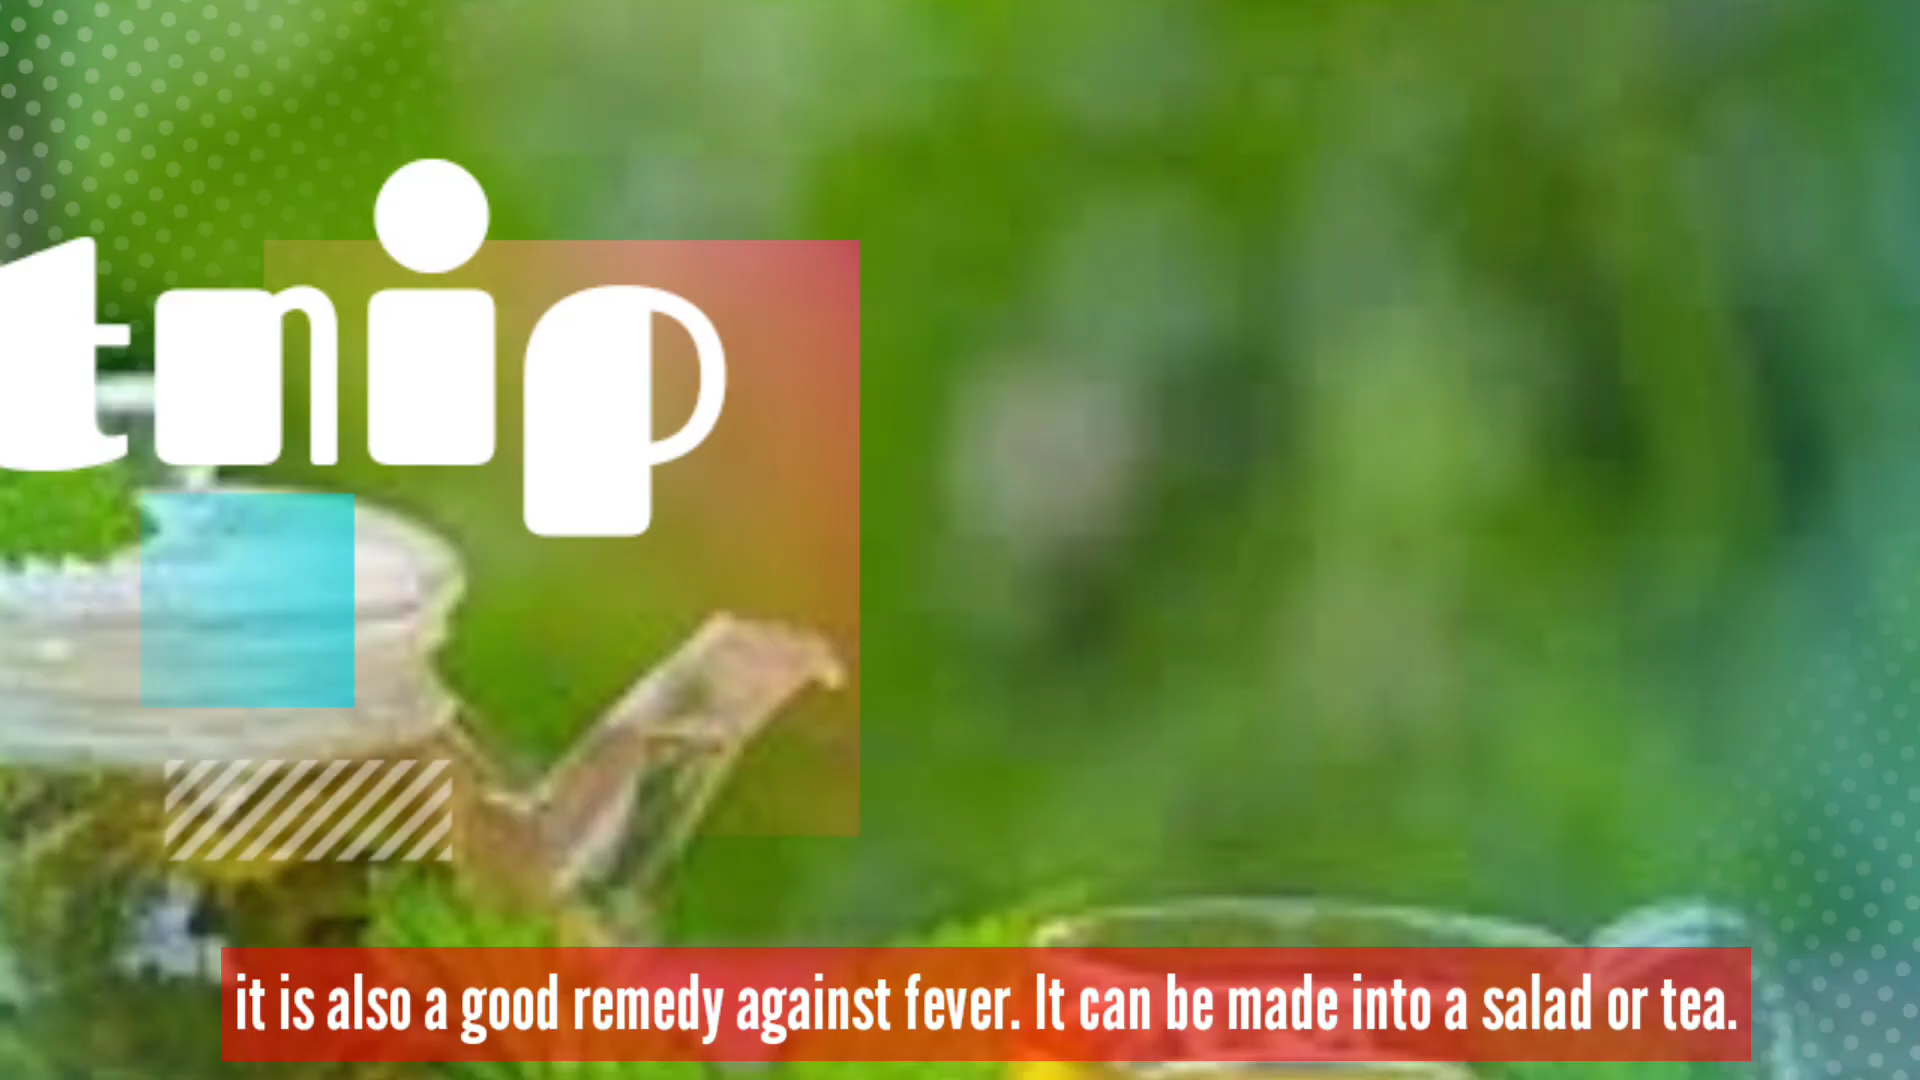 tnip
it is also a good remedy against fever. It can be made into a salad or tea.